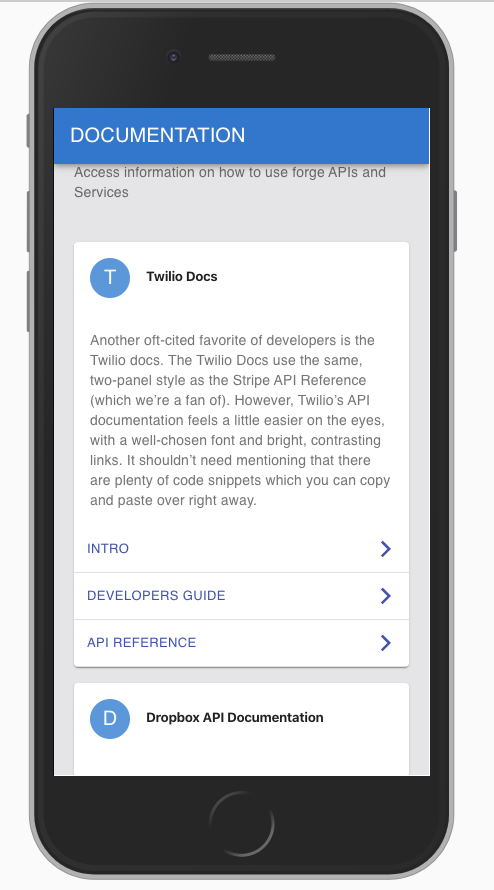 DOCUMENTATION
Access information on how to use forge APIs and
Services
T
Twilio Docs
Another oft-cited favorite of developers is the
Twilio docs. The Twilio Docs use the same,
two-panel style as the Stripe API Reference
(which we’re a fan of). However, Twilio’s API
documentation feels a little easier on the eyes,
with a well-chosen font and bright, contrasting
links. It shouldn’t need mentioning that there
are plenty of code snippets which you can copy
and paste over right away.
INTRO
DEVELOPERS GUIDE
API REFERENCE
D
Dropbox API Documentation